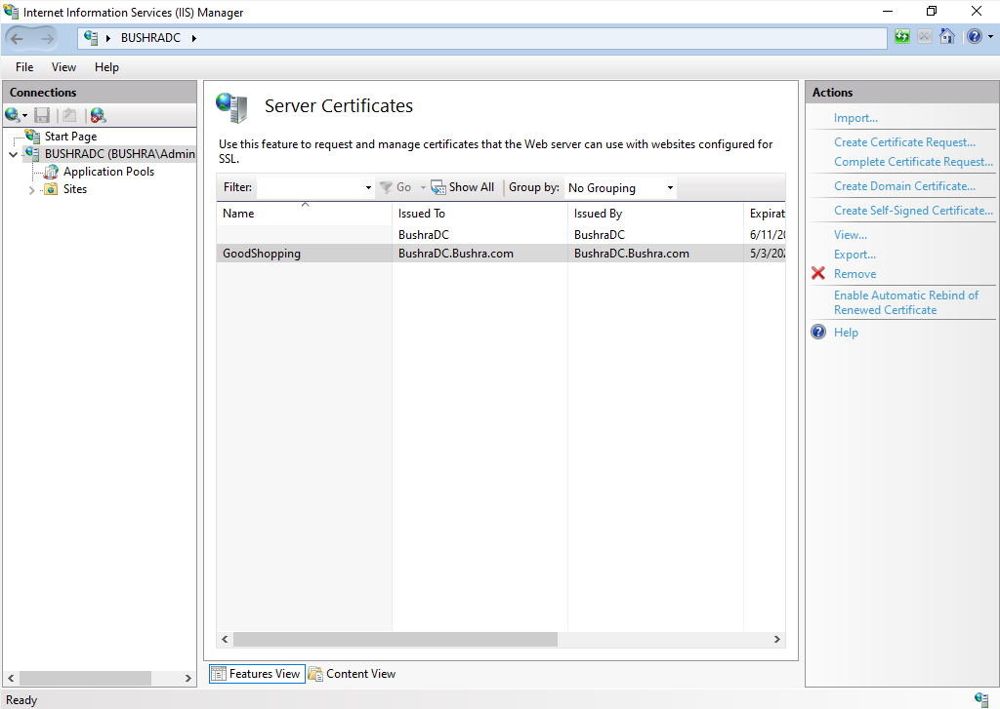 Internet Information Services (IIS) Manager
BUSHRADC
File View Help
Connections
Start Page
BUSHRADC (BUSHRA\Admin
Application Pools
Sites
Server Certificates
Use this feature to request and manage certificates that the Web server can use with websites configured for
SSL.
Filter: Go Show All Group by: No Grouping
Name Issued To Issued By Expirat
BushraDC BushraDC 6/11/20
GoodShopping BushraDC.Bushra.com BushraDC.Bushra.com 5/3/202
Features View Content View
Actions
Import...
Create Certificate Request...
Complete Certificate Request...
Create Domain Certificate...
Create Self-Signed Certificate...
View...
Export...
Remove
Enable Automatic Rebind of
Renewed Certificate
Help
Ready